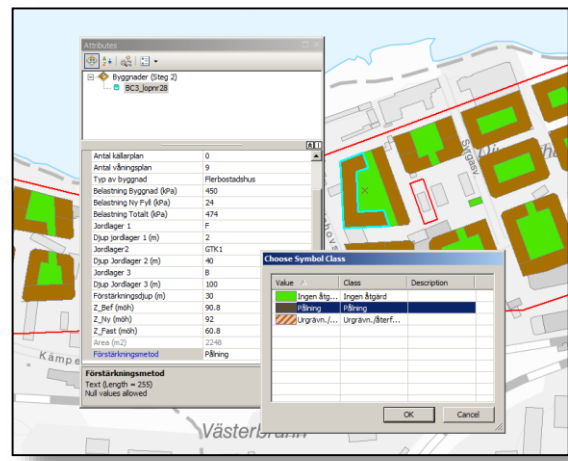 Attributes
Byggnader (Steg 2)
BC3_lopnr28
Antal källarplan 0
Antal våningsplan 9
Typ av byggnad Flerbostadshus
Belastning Byggnad (kPa) 450
Belastning Ny Fyll (kPa) 24
Belastning Totalt (kPa) 474
Jordlager 1 F
Djup jordlager 1 (m) 2
Jordlager2 GTK1
Djup Jordlager 2 (m) 40
Jordlager 3 B
Djup Jordlager 3 (m) 100
Förstärkningsdjup (m) 30
Z_Bef (möh) 90.8
Z_Ny (möh) 92
Z_Fast (möh) 60.8
Area (m2) 2248
Förstärkningsmetod Pålning
Förstärkningsmetod
Text (Length = 255)
Null values allowed
Choose Symbol Class
Value Class Description
Ingen åtg... Ingen åtgärd
Pålning Pålning
Urgrävn./... Urgrävn./återf...
OK Cancel
Syrgasv
Kämpe